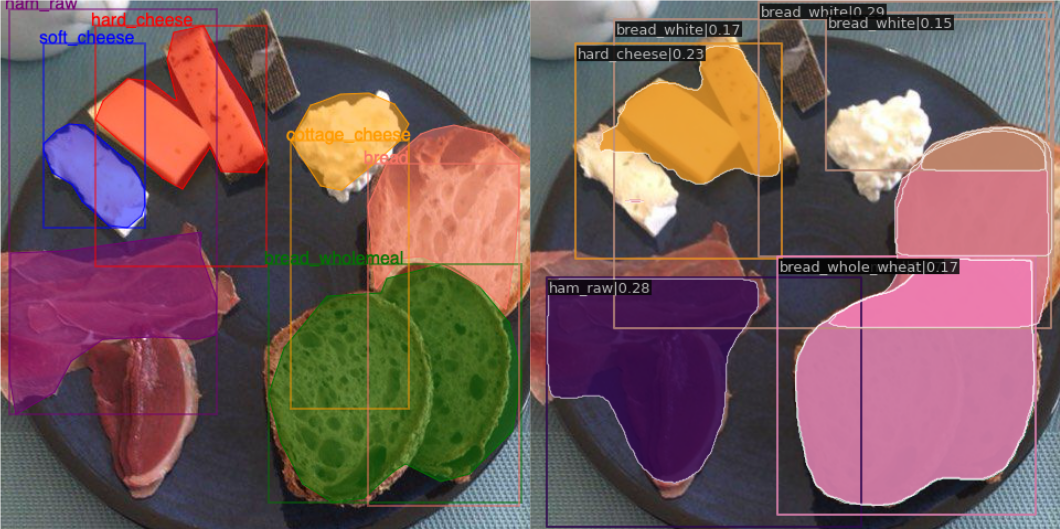 ham_raw
hard_cheese
soft_cheese
cottage_cheese
bread
bread_wholemeal
bread_white|0.29
bread_white|0.15
bread_white|0.17
hard_cheese|0.23
bread_whole_wheat|0.17
ham_raw|0.28